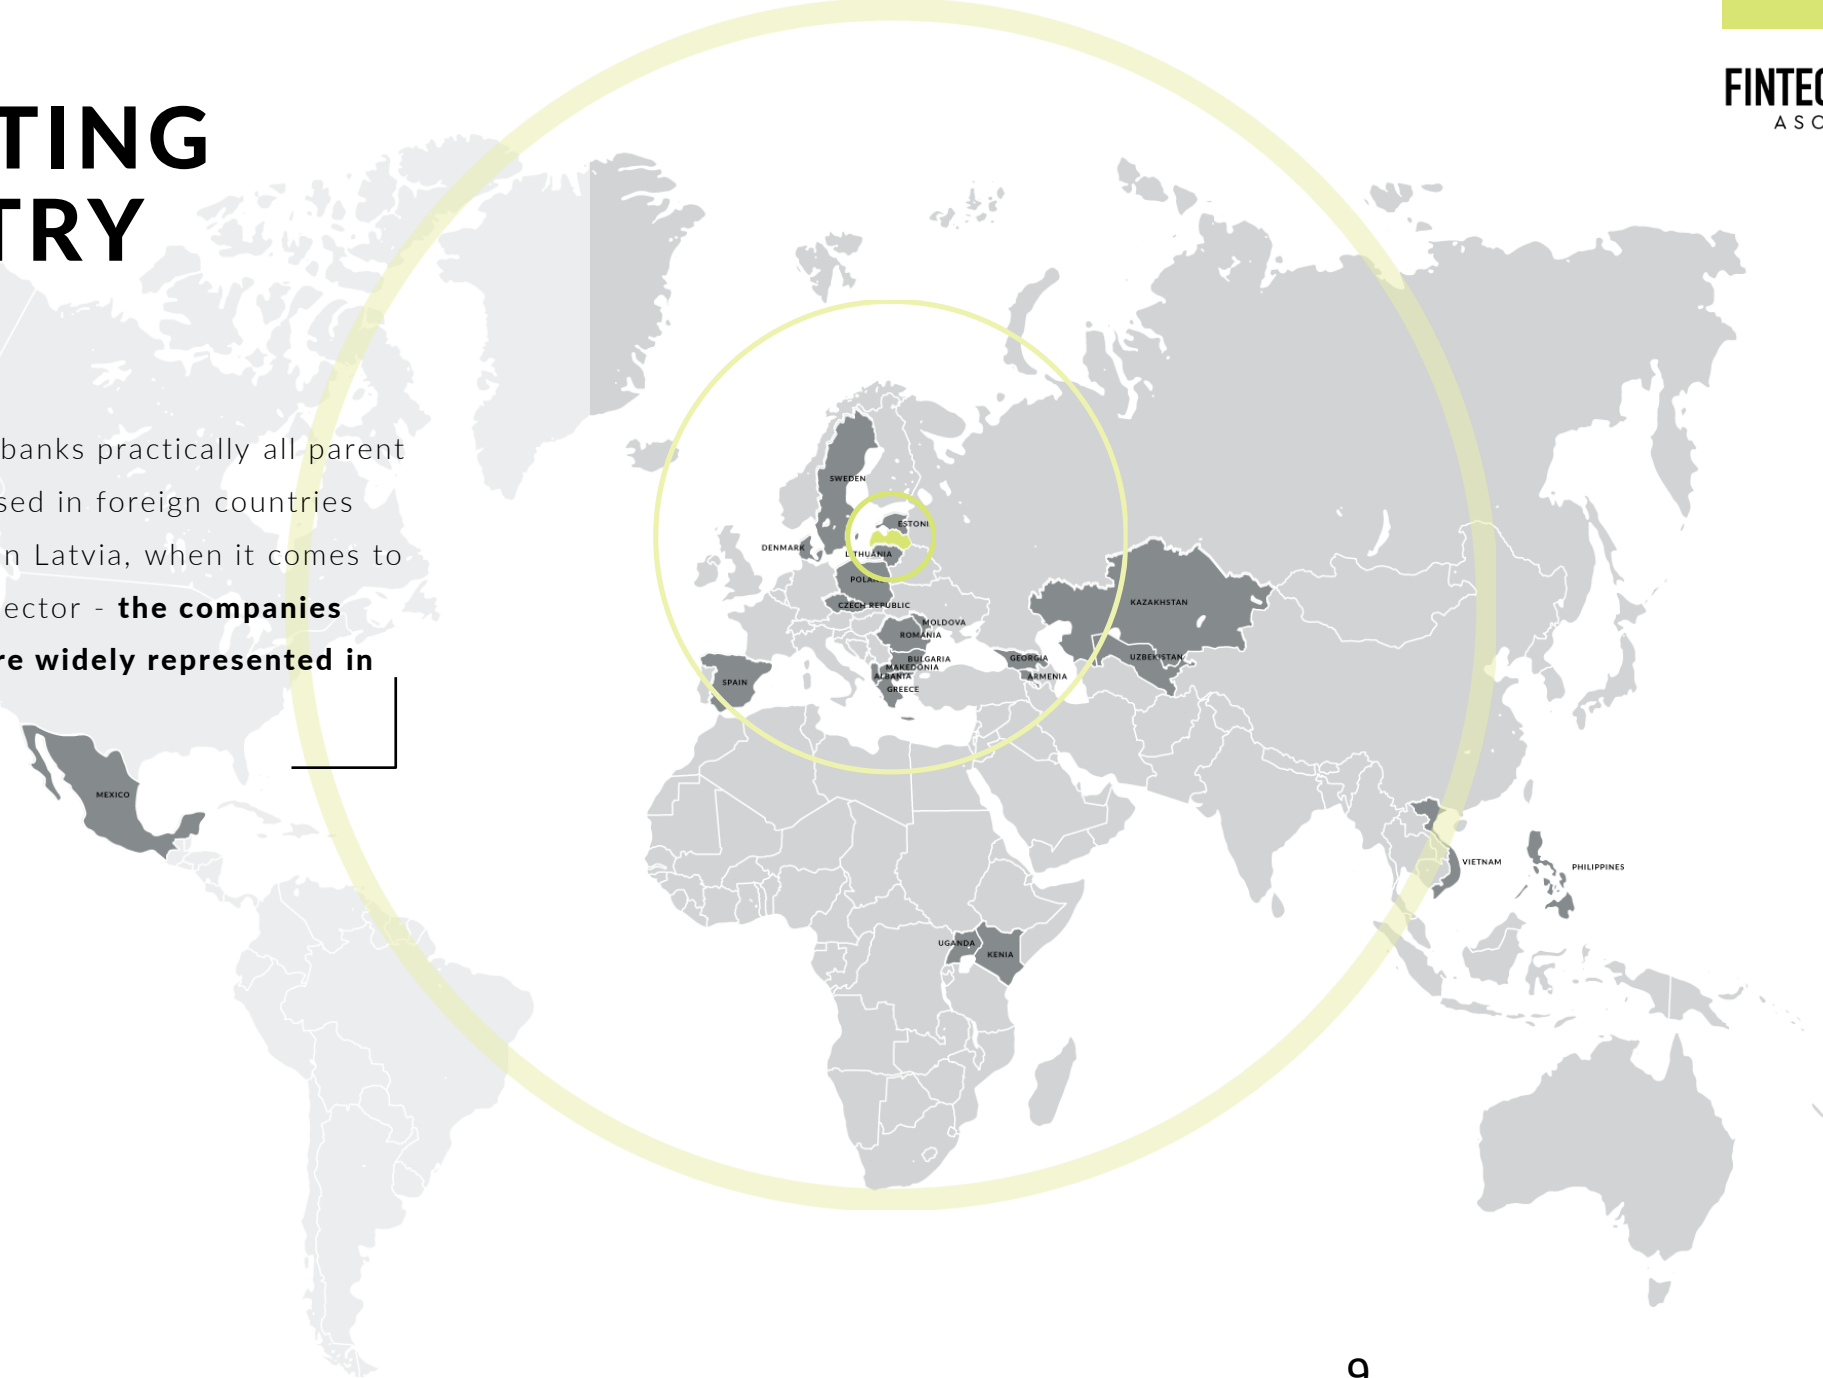 TING
TRY
FINTEC
ASO
banks practically all parent
sed in foreign countries
n Latvia, when it comes to
ector - the companies
re widely represented in
SWEDEN
ESTONI
DENMARK
LITHUANIA
POLAND
CZECH REPUBLIC
MOLDOVA
ROMANIA
BULGARIA
MAKEDONIA
ALBANIA
GREECE
SPAIN
GEORGIA
ARMENIA
KAZAKHSTAN
UZBEKISTAN
MEXICO
VIETNAM
PHILIPPINES
UGANDA
KENIA
9